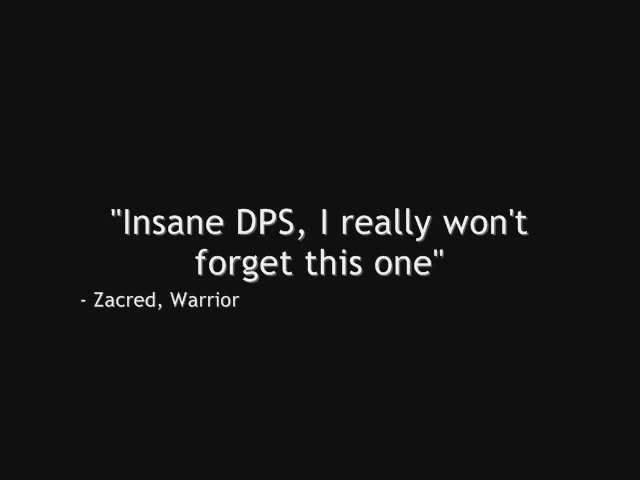 "Insane DPS, I really won't
forget this one"
- Zacred, Warrior